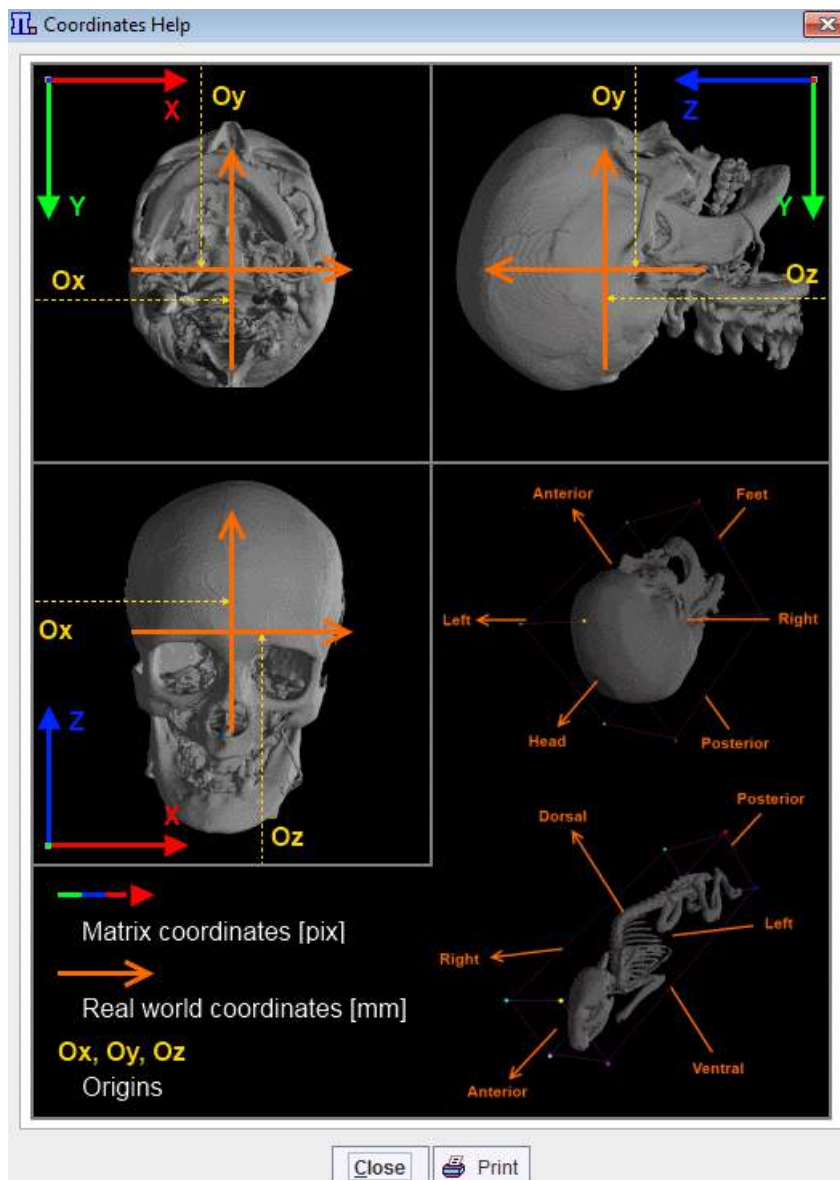 Coordinates Help
X
Oy
Y
Ox
Oy
Z
Y
Oz
Ox
Z
X
Oz
Anterior
Feet
Left
Right
Head
Posterior
Dorsal
Posterior
Left
Right
Anterior
Ventral
Matrix coordinates [pix]
Real world coordinates [mm]
Ox, Oy, Oz
Origins
Close
Print